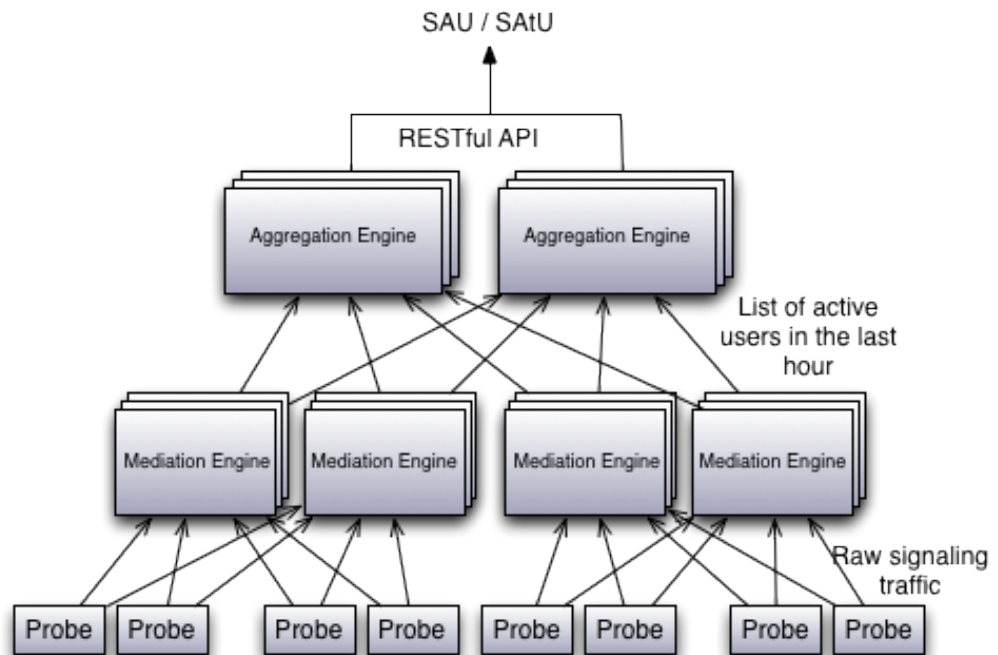 SAU / SAtU
RESTful API
Aggregation Engine
Aggregation Engine
List of active
users in the last
hour
Mediation Engine
Mediation Engine
Mediation Engine
Mediation Engine
Raw signaling
traffic
Probe
Probe
Probe
Probe
Probe
Probe
Probe
Probe